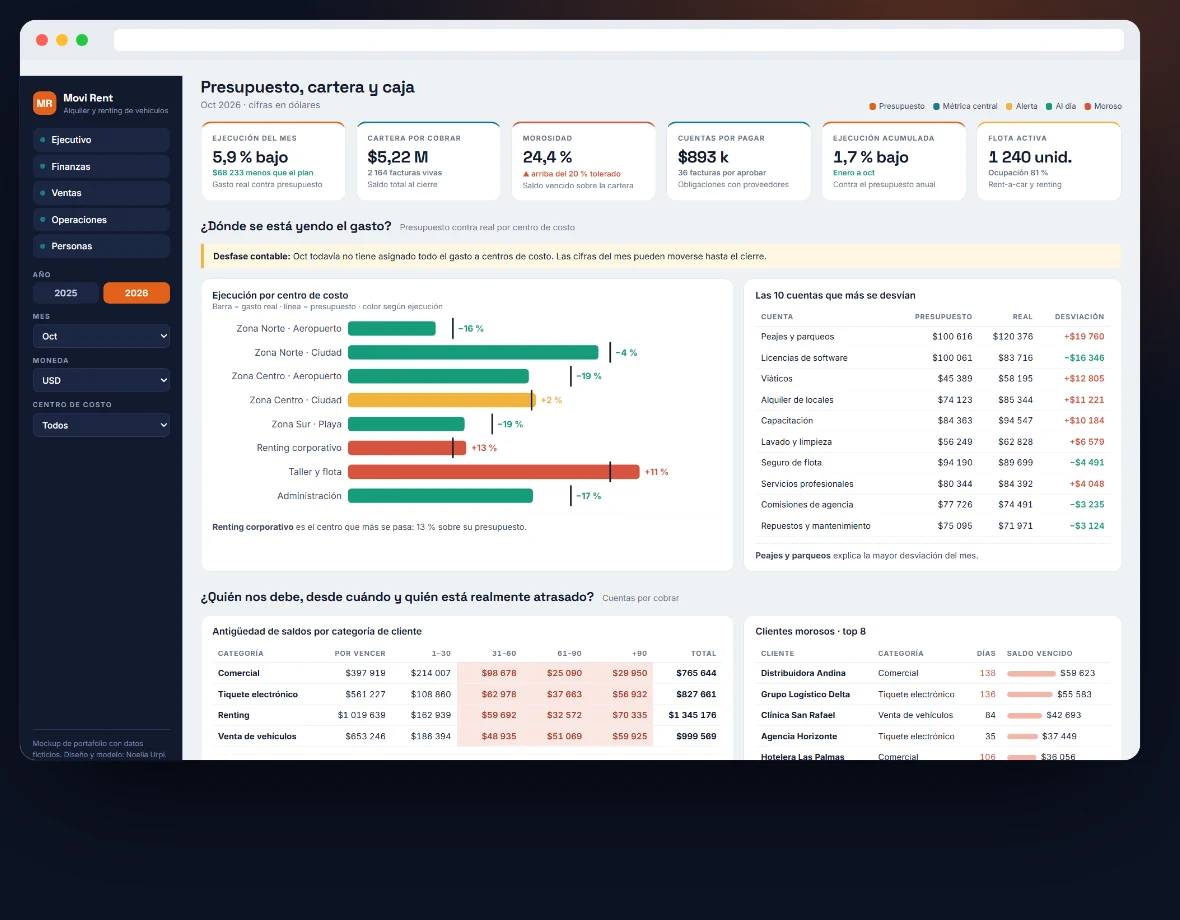 MR
Movi Rent
Alquiler y renting de vehículos
Ejecutivo
Finanzas
Ventas
Operaciones
Personas
AÑO
2025 2026
MES
Oct
MONEDA
USD
CENTRO DE COSTO
Todos
Mockup de portafolio con datos
ficticios. Diseño y modelo: Noelia Urpí.
Presupuesto, cartera y caja
Oct 2026 · cifras en dólares
Presupuesto Métrica central Alerta Al día Moroso
EJECUCIÓN DEL MES
5,9 % bajo
$68 233 menos que el plan
Gasto real contra presupuesto
CARTERA POR COBRAR
$5,22 M
2 164 facturas vivas
Saldo total al cierre
MOROSIDAD
24,4 %
▲ arriba del 20 % tolerado
Saldo vencido sobre la cartera
CUENTAS POR PAGAR
$893 k
36 facturas por aprobar
Obligaciones con proveedores
EJECUCIÓN ACUMULADA
1,7 % bajo
Enero a oct
Contra el presupuesto anual
FLOTA ACTIVA
1 240 unid.
Ocupación 81 %
Rent-a-car y renting
¿Dónde se está yendo el gasto? Presupuesto contra real por centro de costo
Desfase contable: Oct todavía no tiene asignado todo el gasto a centros de costo. Las cifras del mes pueden moverse hasta el cierre.
Ejecución por centro de costo
Barra = gasto real · línea = presupuesto · color según ejecución
Zona Norte · Aeropuerto −16 %
Zona Norte · Ciudad −4 %
Zona Centro · Aeropuerto −19 %
Zona Centro · Ciudad +2 %
Zona Sur · Playa −19 %
Renting corporativo +13 %
Taller y flota +11 %
Administración −17 %
Renting corporativo es el centro que más se pasa: 13 % sobre su presupuesto.
Las 10 cuentas que más se desvían
CUENTA PRESUPUESTO REAL DESVIACIÓN
Peajes y parqueos $100 616 $120 376 +$19 760
Licencias de software $100 061 $83 716 −$16 346
Viáticos $45 389 $58 195 +$12 805
Alquiler de locales $74 123 $85 344 +$11 221
Capacitación $84 363 $94 547 +$10 184
Lavado y limpieza $56 249 $62 828 +$6 579
Seguro de flota $94 190 $89 699 −$4 491
Servicios profesionales $80 344 $84 392 +$4 048
Comisiones de agencia $77 726 $74 491 −$3 235
Repuestos y mantenimiento $75 095 $71 971 −$3 124
Peajes y parqueos explica la mayor desviación del mes.
¿Quién nos debe, desde cuándo y quién está realmente atrasado? Cuentas por cobrar
Antigüedad de saldos por categoría de cliente
CATEGORÍA POR VENCER 1–30 31–60 61–90 +90 TOTAL
Comercial $397 919 $214 007 $98 678 $25 090 $29 950 $765 644
Tiquete electrónico $561 227 $108 860 $62 978 $37 663 $56 932 $827 661
Renting $1 019 639 $162 939 $59 692 $32 572 $70 335 $1 345 176
Venta de vehículos $653 246 $186 394 $48 935 $51 069 $59 925 $999 569
Clientes morosos · top 8
CLIENTE CATEGORÍA DÍAS SALDO VENCIDO
Distribuidora Andina Comercial 138 $59 623
Grupo Logístico Delta Tiquete electrónico 136 $55 583
Clínica San Rafael Venta de vehículos 84 $42 693
Agencia Horizonte Tiquete electrónico 35 $37 449
Hotelera Las Palmas Comercial 106 $36 056